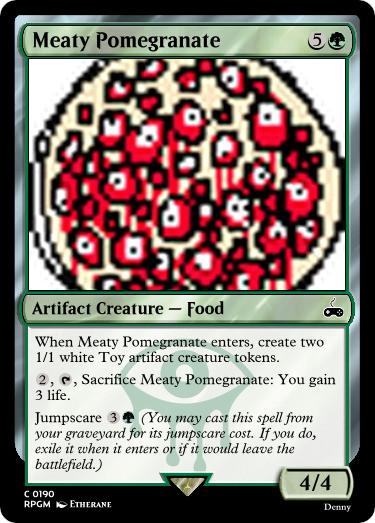 Meaty Pomegranate 5
Artifact Creature — Food
When Meaty Pomegranate enters, create two
1/1 white Toy artifact creature tokens.
2, , Sacrifice Meaty Pomegranate: You gain
3 life.
Jumpscare 3 (You may cast this spell from
your graveyard for its jumpscare cost. If you do,
exile it when it enters or if it would leave the
battlefield.)
4/4
C 0190
RPGM Etherane
Denny